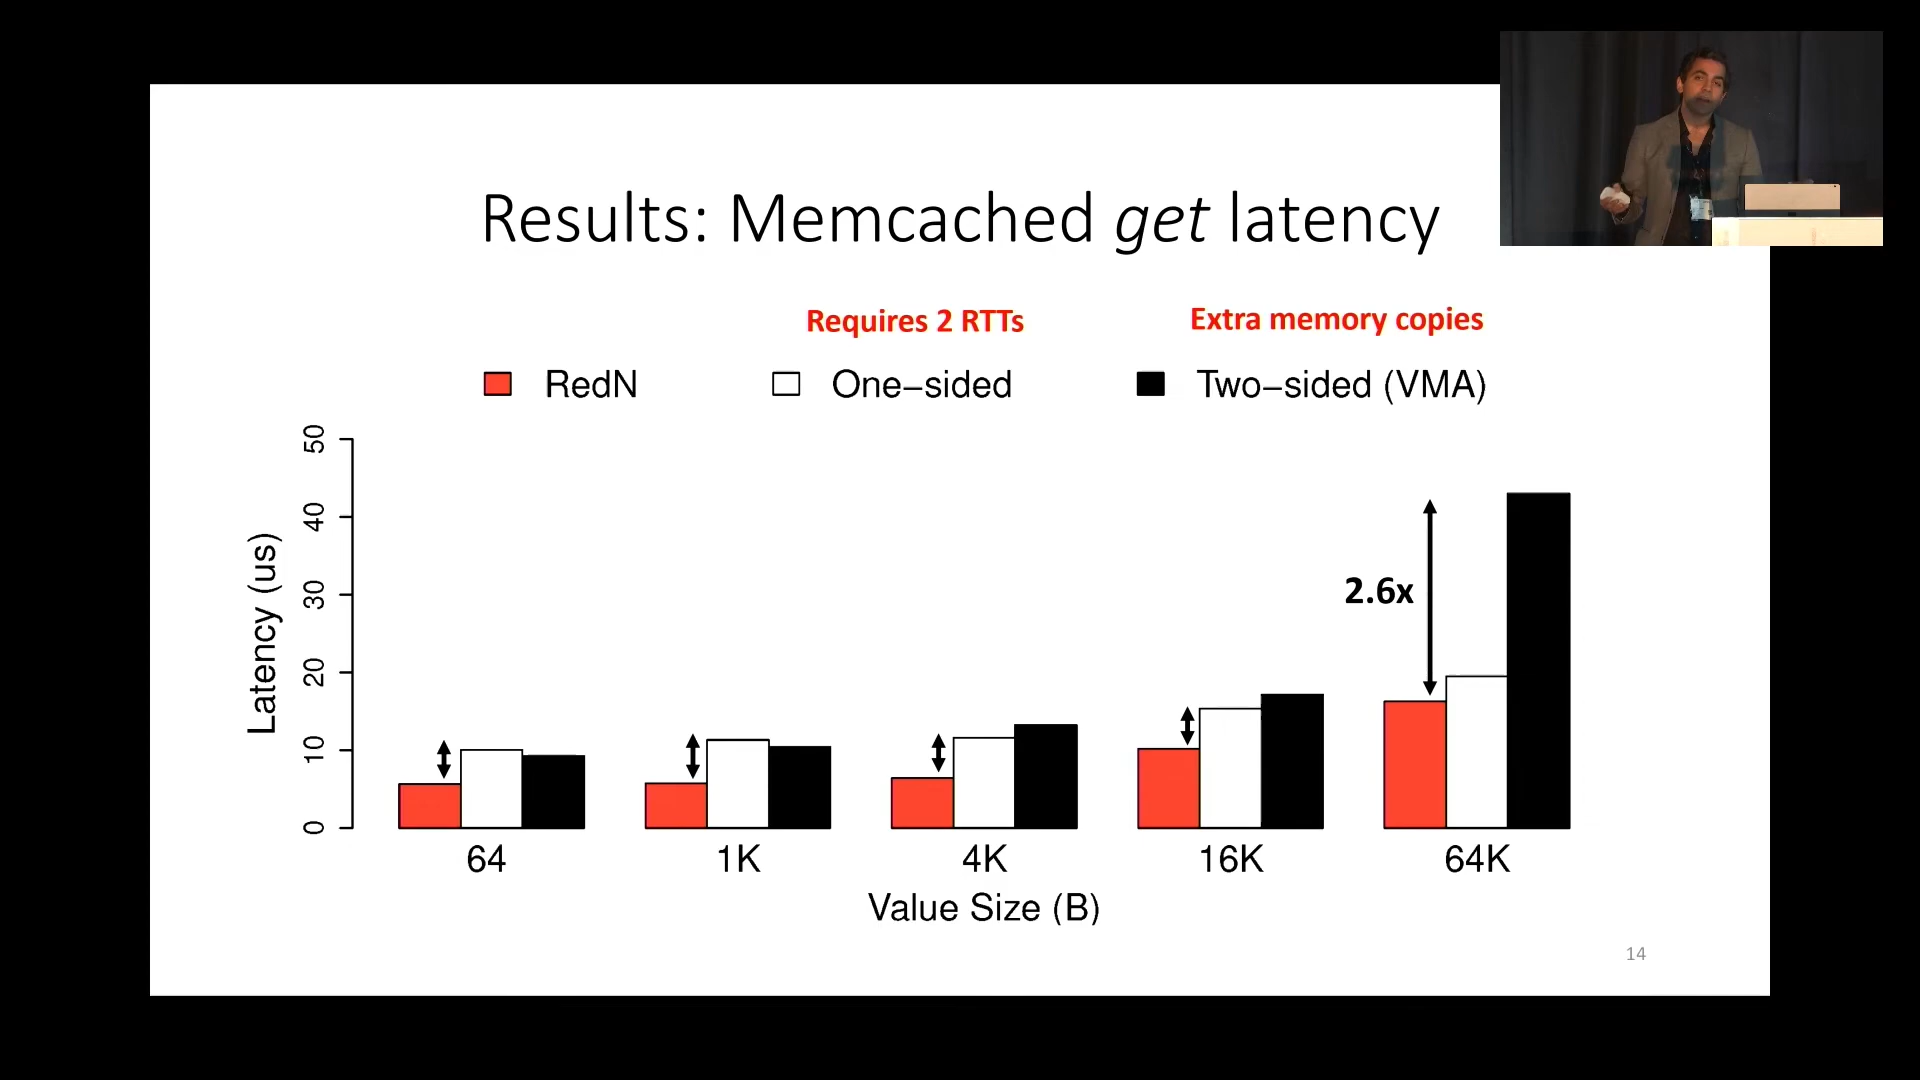 Results: Memcached get latency
Requires 2 RTTs
Extra memory copies
RedN
One−sided
Two−sided (VMA)
Latency (us)
50
40
30
20
10
0
2.6x
64
1K
4K
16K
64K
Value Size (B)
14